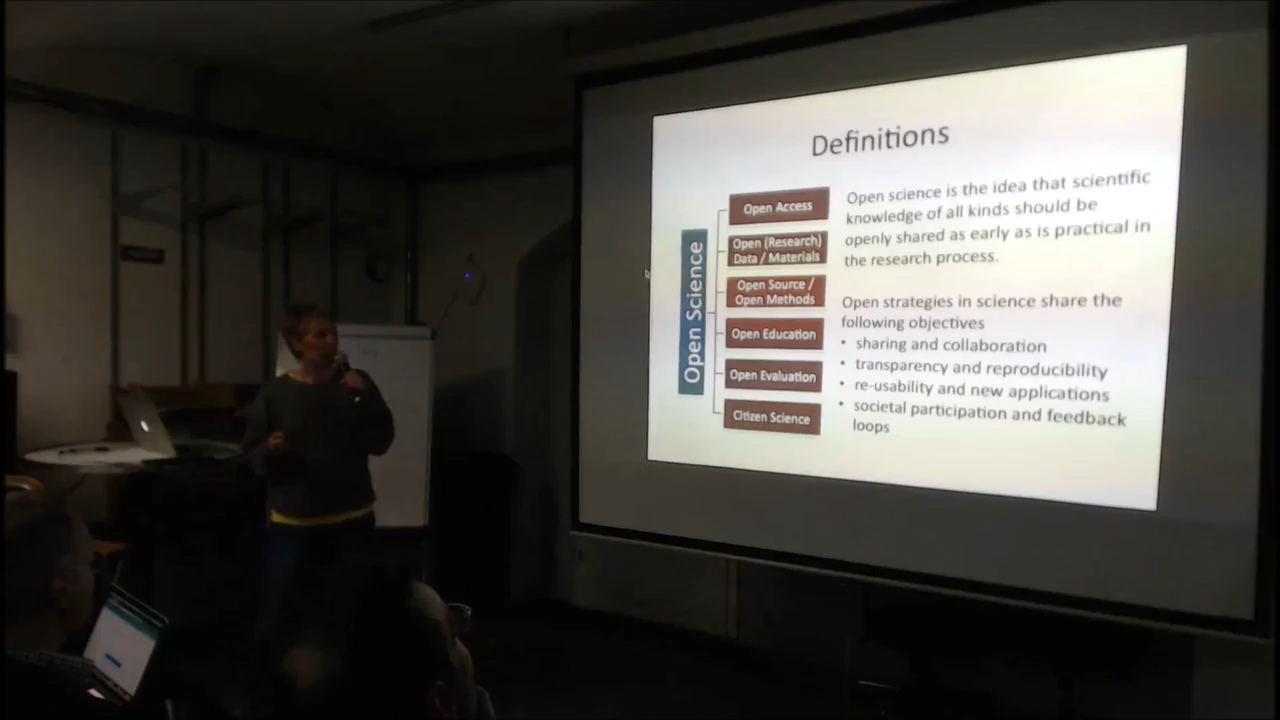 Definitions
Open Science
Open Access
Open (Research)
Data / Materials
Open Source /
Open Methods
Open Education
Open Evaluation
Citizen Science
Open science is the idea that scientific
knowledge of all kinds should be
openly shared as early as is practical in
the research process.
Open strategies in science share the
following objectives
• sharing and collaboration
• transparency and reproducibility
• re-usability and new applications
• societal participation and feedback
loops